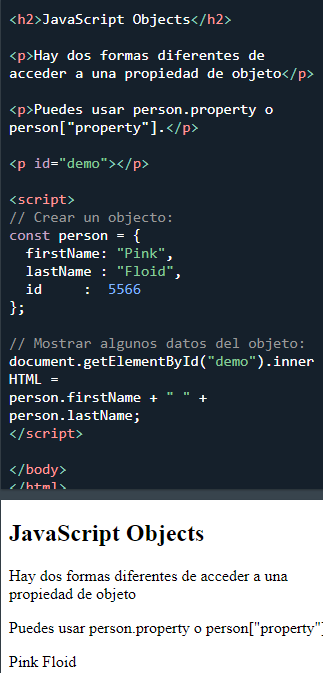 <h2>JavaScript Objects</h2>
<p>Hay dos formas diferentes de
acceder a una propiedad de objeto</p>
<p>Puedes usar person.property o
person["property"].</p>
<p id="demo"></p>
<script>
// Crear un objecto:
const person = {
  firstName: "Pink",
  lastName : "Floid",
  id     :  5566
};
// Mostrar algunos datos del objeto:
document.getElementById("demo").inner
HTML =
person.firstName + " " +
person.lastName;
</script>
</body>
</html>
JavaScript Objects
Hay dos formas diferentes de acceder a una
propiedad de objeto
Puedes usar person.property o person["property"]
Pink Floid